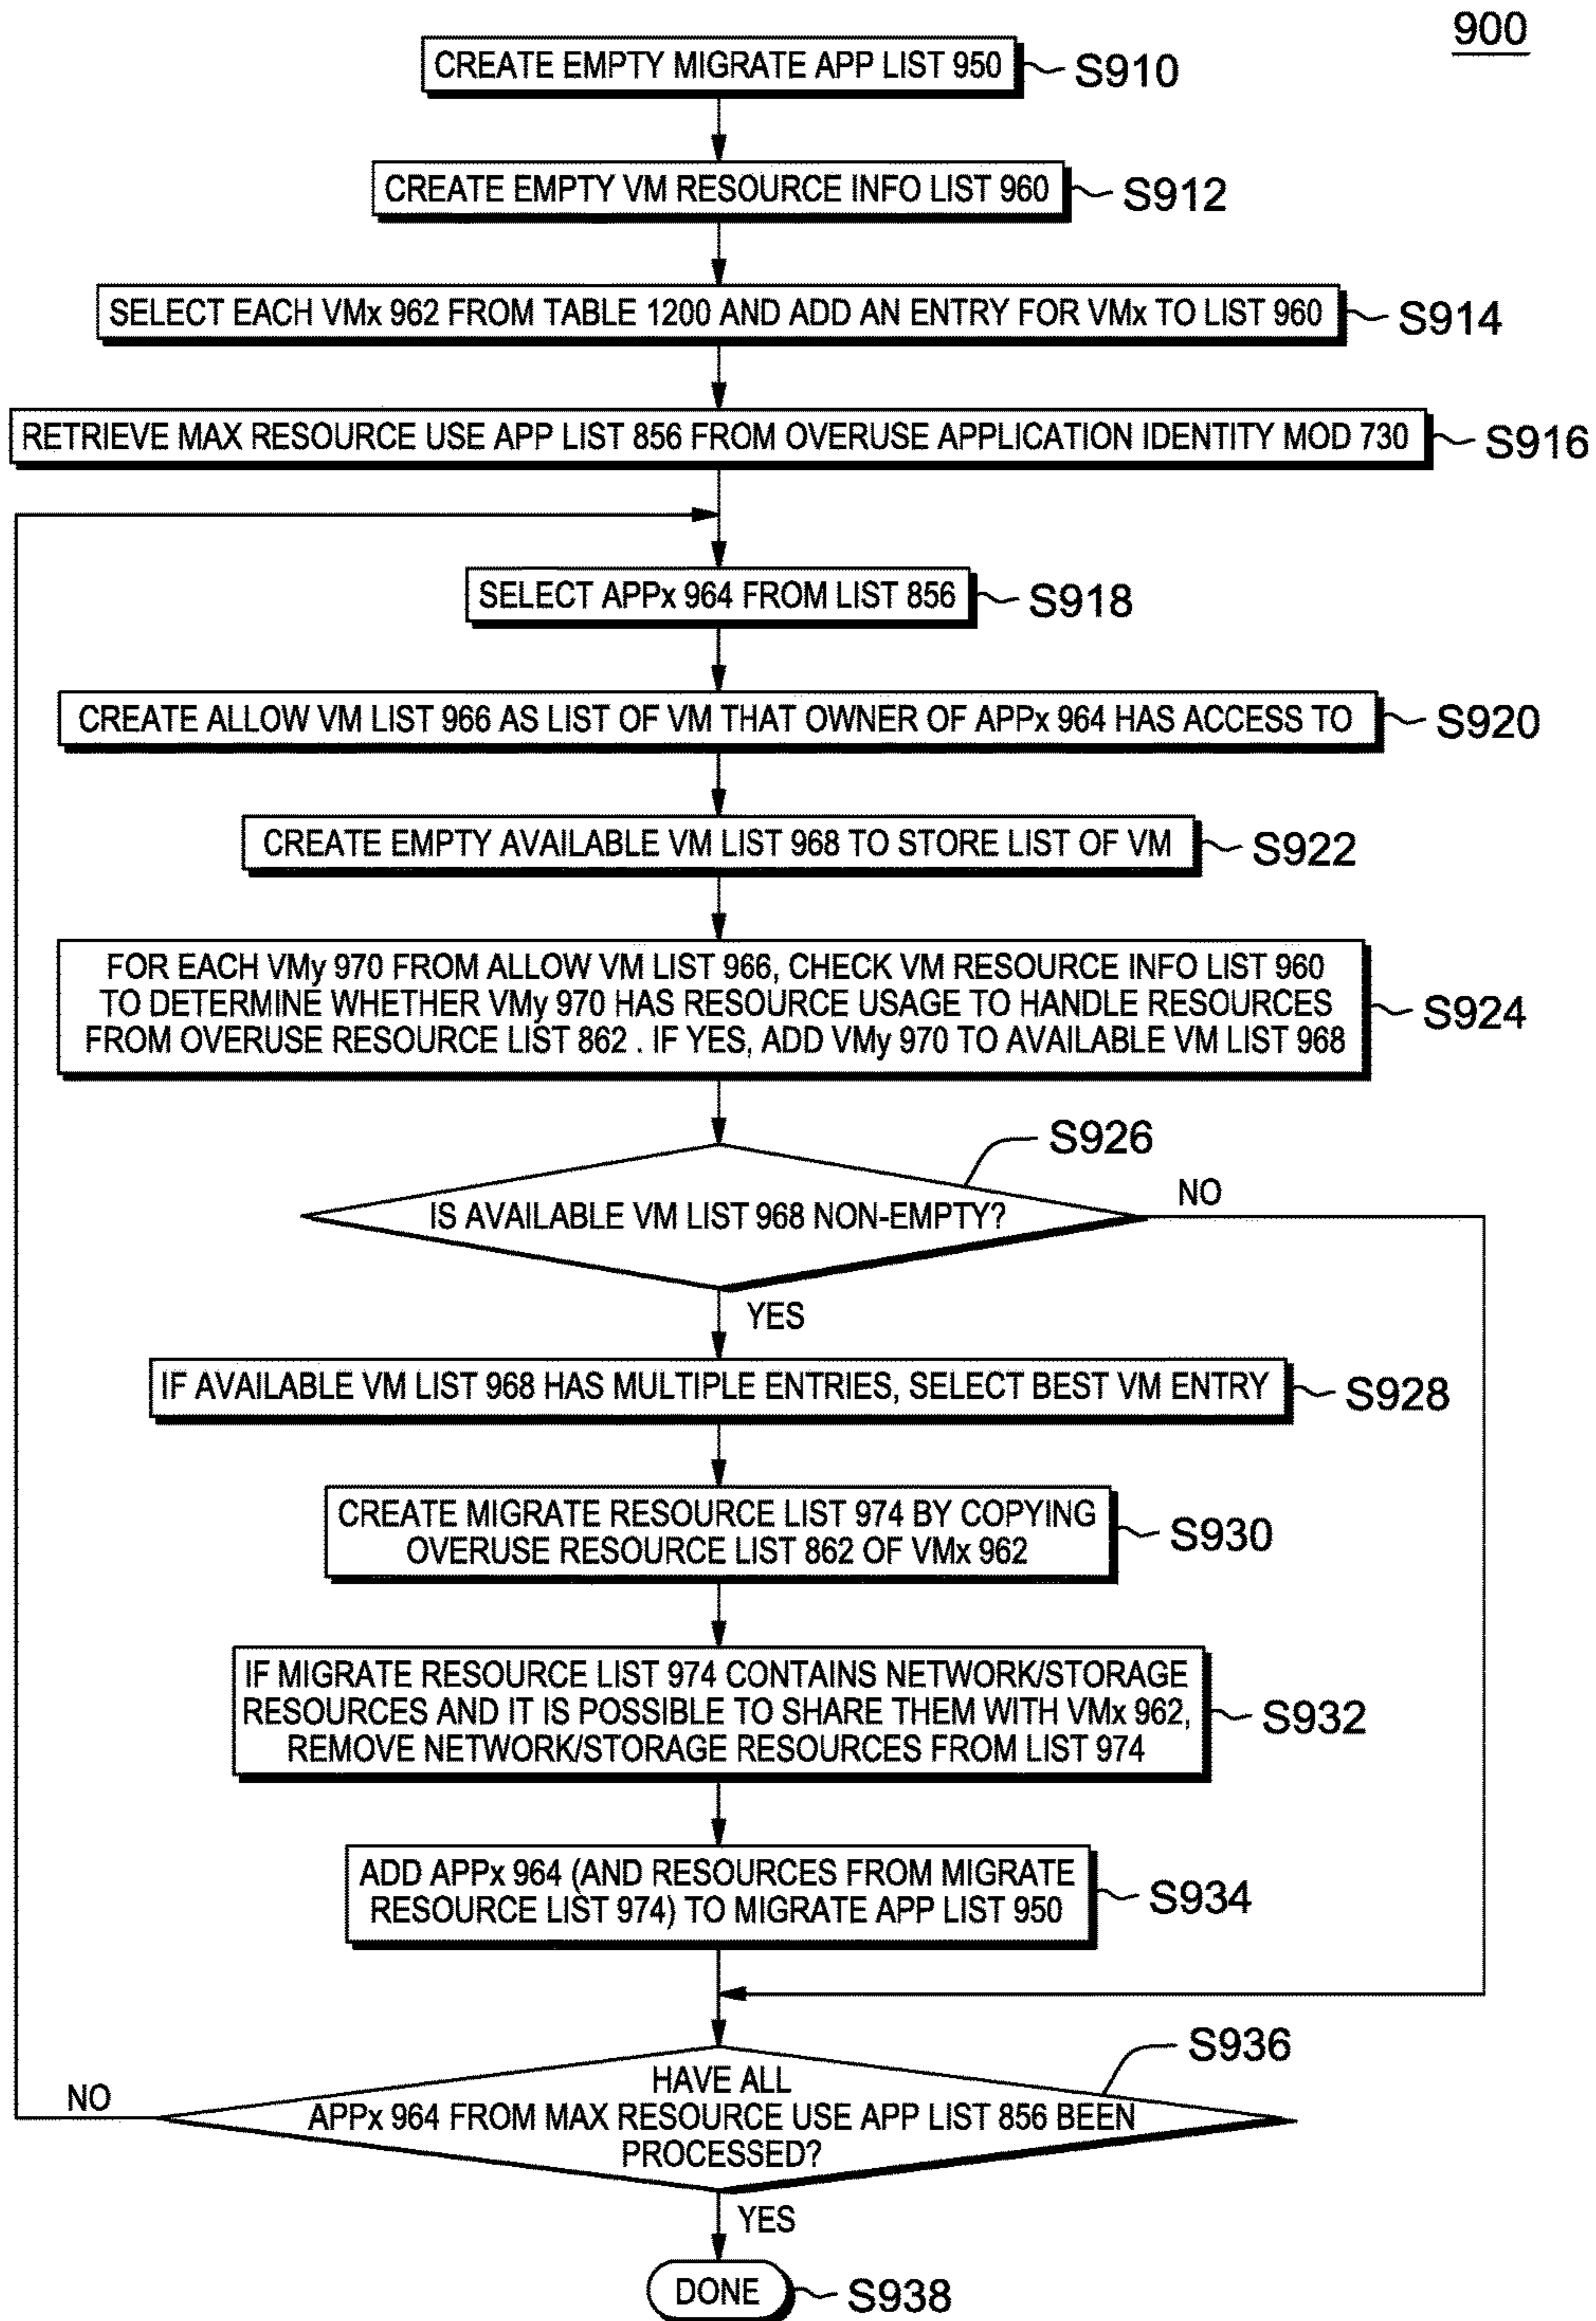 900
CREATE EMPTY MIGRATE APP LIST 950
S910
CREATE EMPTY VM RESOURCE INFO LIST 960
S912
SELECT EACH VMx 962 FROM TABLE 1200 AND ADD AN ENTRY FOR VMx TO LIST 960
S914
RETRIEVE MAX RESOURCE USE APP LIST 856 FROM OVERUSE APPLICATION IDENTITY MOD 730
S916
SELECT APPx 964 FROM LIST 856
S918
CREATE ALLOW VM LIST 966 AS LIST OF VM THAT OWNER OF APPx 964 HAS ACCESS TO
S920
CREATE EMPTY AVAILABLE VM LIST 968 TO STORE LIST OF VM
S922
FOR EACH VMy 970 FROM ALLOW VM LIST 966, CHECK VM RESOURCE INFO LIST 960
TO DETERMINE WHETHER VMy 970 HAS RESOURCE USAGE TO HANDLE RESOURCES
FROM OVERUSE RESOURCE LIST 862 . IF YES, ADD VMy 970 TO AVAILABLE VM LIST 968
S924
S926
IS AVAILABLE VM LIST 968 NON-EMPTY?
NO
YES
IF AVAILABLE VM LIST 968 HAS MULTIPLE ENTRIES, SELECT BEST VM ENTRY
S928
CREATE MIGRATE RESOURCE LIST 974 BY COPYING
OVERUSE RESOURCE LIST 862 OF VMx 962
S930
IF MIGRATE RESOURCE LIST 974 CONTAINS NETWORK/STORAGE
RESOURCES AND IT IS POSSIBLE TO SHARE THEM WITH VMx 962,
REMOVE NETWORK/STORAGE RESOURCES FROM LIST 974
S932
ADD APPx 964 (AND RESOURCES FROM MIGRATE
RESOURCE LIST 974) TO MIGRATE APP LIST 950
S934
S936
HAVE ALL
APPx 964 FROM MAX RESOURCE USE APP LIST 856 BEEN
PROCESSED?
NO
YES
DONE
S938